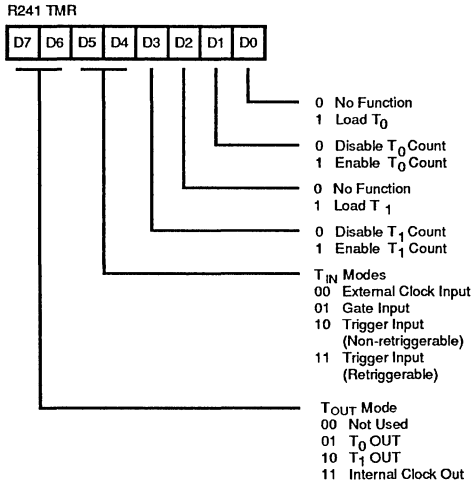 R241 TMR
D7 D6 D5 D4 D3 D2 D1 D0
0 No Function
1 Load T0
0 Disable T0 Count
1 Enable T0 Count
0 No Function
1 Load T1
0 Disable T1 Count
1 Enable T1 Count
TIN Modes
00 External Clock Input
01 Gate Input
10 Trigger Input
(Non-retriggerable)
11 Trigger Input
(Retriggerable)
TOUT Mode
00 Not Used
01 T0 OUT
10 T1 OUT
11 Internal Clock Out